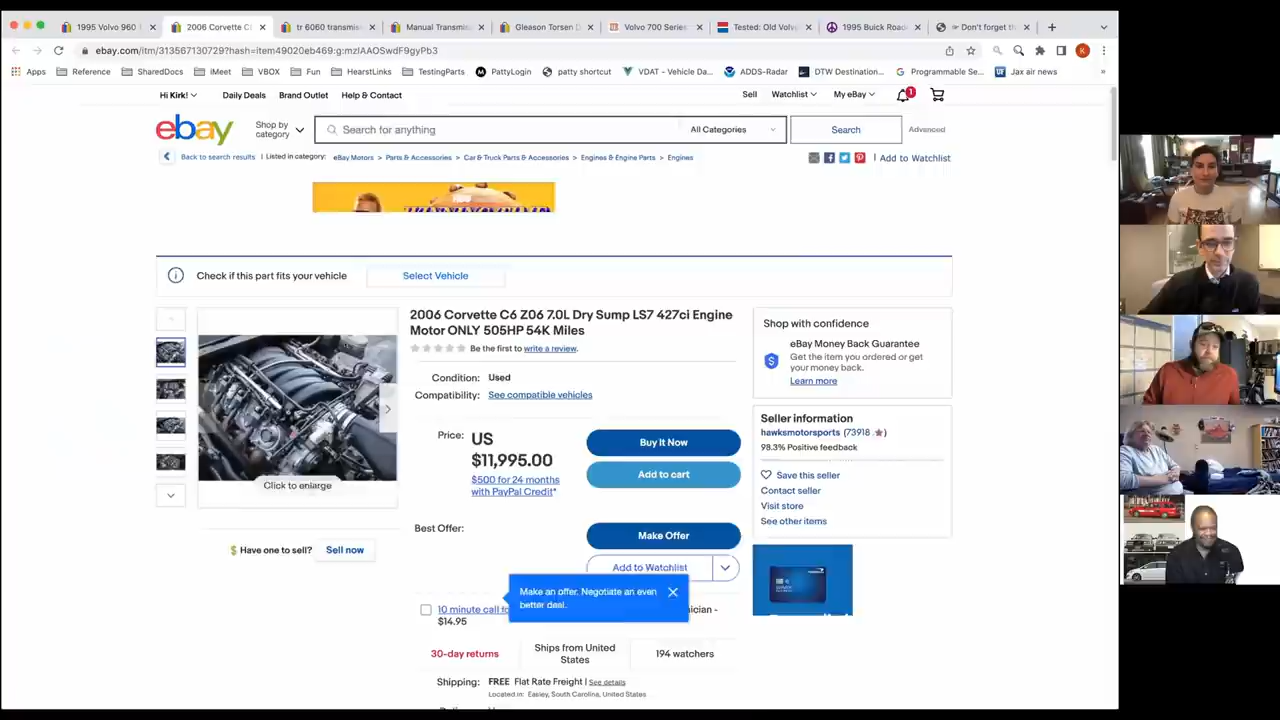 1995 Volvo 960
2006 Corvette C
tr 6060 transmis
Manual Transmis
Gleason Torsen D
Volvo 700 Series
Tested: Old Volv
1995 Buick Road
Don't forget th
ebay.com/itm/313567130729?hash=item49020eb469:g:mzIAAOSwdF9gyPb3
K
Apps
Reference
SharedDocs
iMeet
VBOX
Fun
HearstLinks
TestingParts
PattyLogin
patty shortcut
VDAT - Vehicle Da...
ADDS-Radar
DTW Destination...
Programmable Se...
Jax air news
»
Hi Kirk!
Daily Deals
Brand Outlet
Help & Contact
Sell
Watchlist
My eBay
1
ebay
Shop by category
Search for anything
All Categories
Search
Advanced
Back to search results
Listed in category:
eBay Motors > Parts & Accessories > Car & Truck Parts & Accessories > Engines & Engine Parts > Engines
Add to Watchlist
Check if this part fits your vehicle
Select Vehicle
2006 Corvette C6 Z06 7.0L Dry Sump LS7 427ci Engine
Motor ONLY 505HP 54K Miles
Be the first to write a review.
Condition: Used
Compatibility: See compatible vehicles
Price: US $11,995.00
$500 for 24 months
with PayPal Credit*
Buy It Now
Add to cart
Best Offer:
Make Offer
Add to Watchlist
Make an offer. Negotiate an even
better deal.
10 minute call
nician -
$14.95
30-day returns
Ships from United States
194 watchers
Shipping: FREE Flat Rate Freight | See details
Located in: Easley, South Carolina, United States
Click to enlarge
Have one to sell?
Sell now
Shop with confidence
eBay Money Back Guarantee
Get the item you ordered or get
your money back.
Learn more
Seller information
hawksmotorsports (73918 )
98.3% Positive feedback
Save this seller
Contact seller
Visit store
See other items